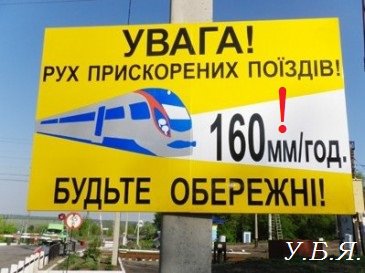 УВАГА!
РУХ ПРИСКОРЕНИХ ПОЇЗДІВ!
!
160мм/год.
БУДЬТЕ ОБЕРЕЖНІ!
У.Б.Я.